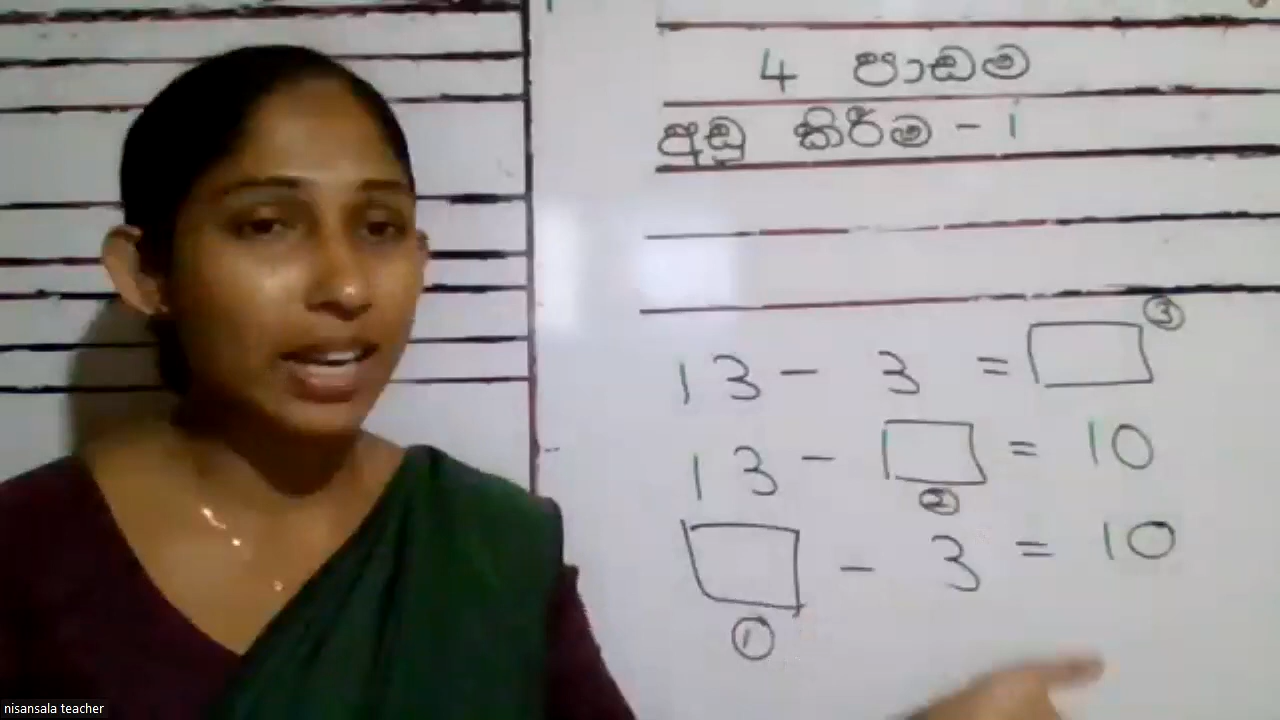 4 පාඩම
අඩු කිරීම - 1
13 - 3 = □ ③
13 - □ = 10
②
□ - 3 = 10
①
nisansala teacher